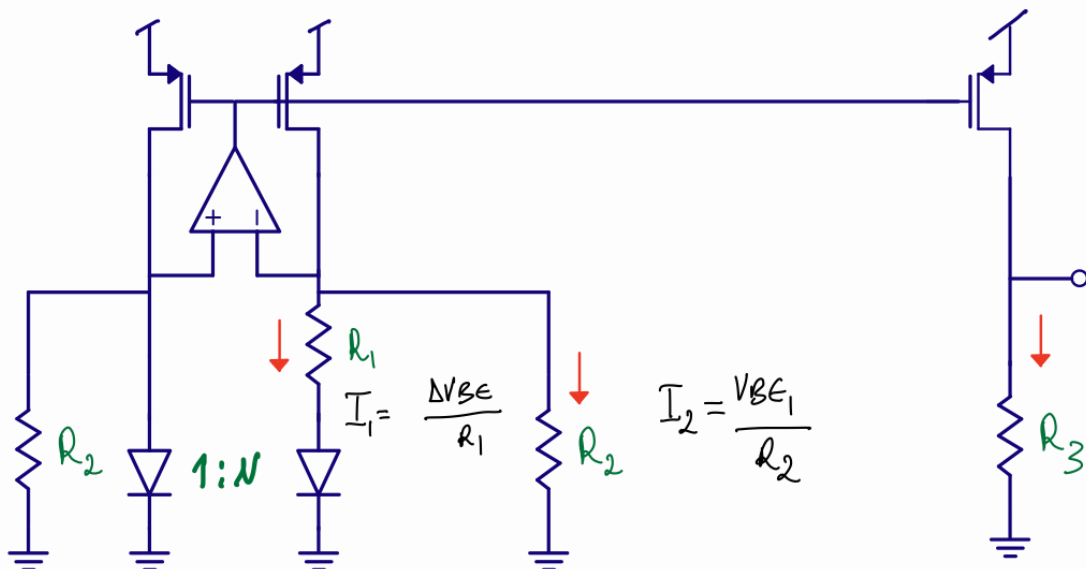 + −
R₁
I₁ = ΔVBE / R₁
I₂ = VBE₁ / R₂
R₂
1:N
R₂
R₃